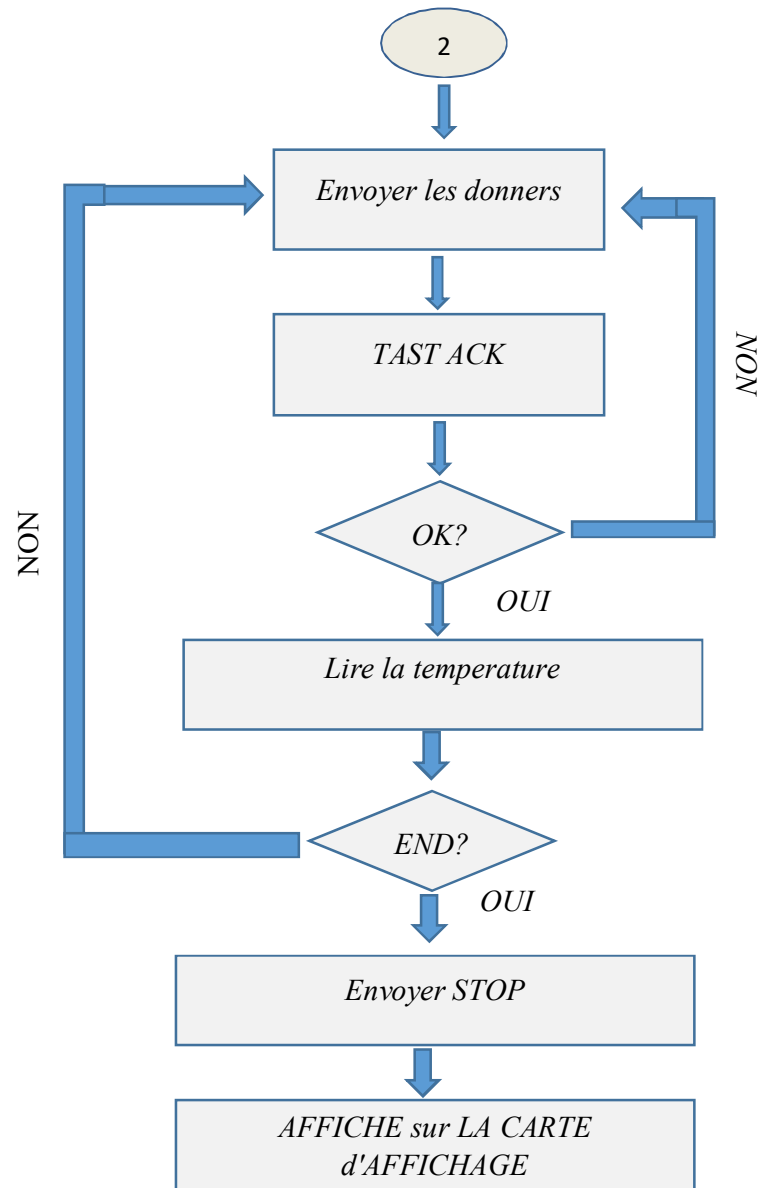 2
Envoyer les donners
TAST ACK
NON
OK?
OUI
Lire la temperature
NON
END?
OUI
Envoyer STOP
AFFICHE sur LA CARTE
d'AFFICHAGE